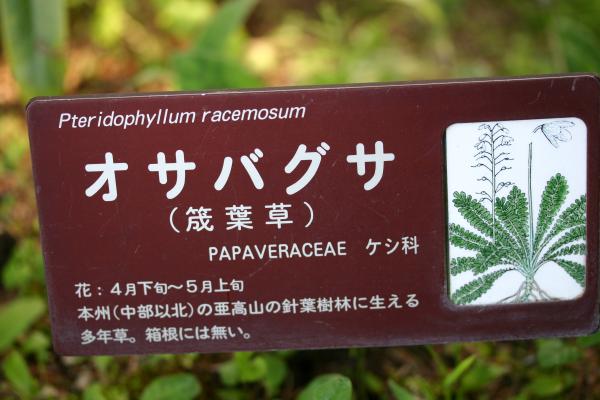 Pteridophyllum racemosum
オサバグサ
（筬葉草）
PAPAVERACEAE ケシ科
花：４月下旬〜５月上旬
本州（中部以北）の亜高山の針葉樹林に生える
多年草。箱根には無い。